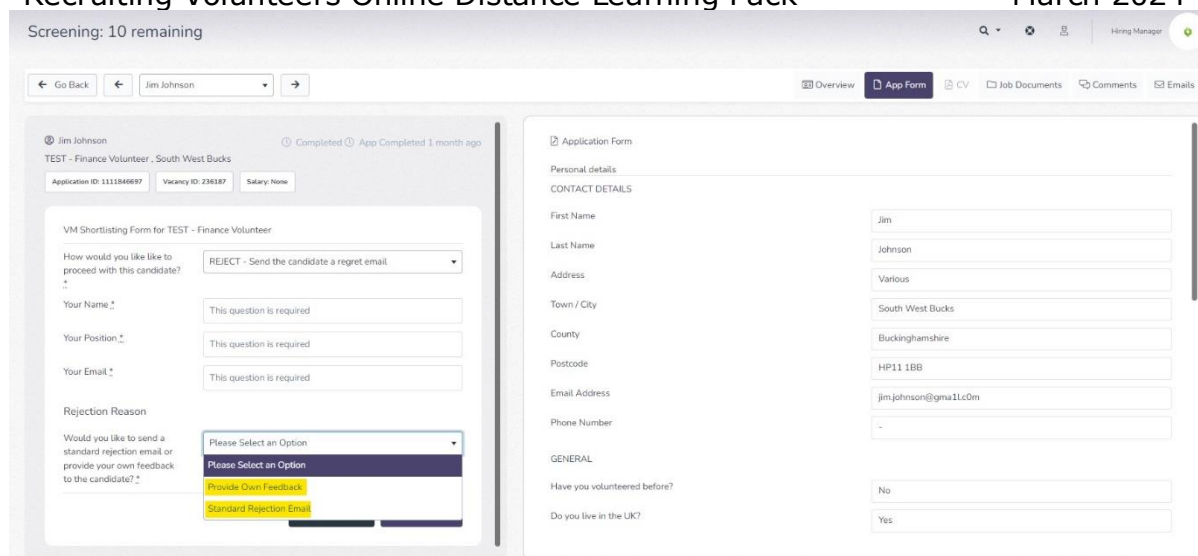 Recruiting Volunteers Online Distance Learning Pack March 2024
Screening: 10 remaining
Hiring Manager
Go Back
Jim Johnson
Overview
App Form
CV
Job Documents
Comments
Emails
Jim Johnson
Completed App Completed 1 month ago
TEST - Finance Volunteer , South West Bucks
Application ID: 1111846697
Vacancy ID: 236187
Salary: None
VM Shortlisting Form for TEST - Finance Volunteer
How would you like like to
proceed with this candidate?
*
REJECT - Send the candidate a regret email
Your Name *
This question is required
Your Position *
This question is required
Your Email *
This question is required
Rejection Reason
Would you like to send a
standard rejection email or
provide your own feedback
to the candidate? *
Please Select an Option
Please Select an Option
Provide Own Feedback
Standard Rejection Email
Application Form
Personal details
CONTACT DETAILS
First Name
Jim
Last Name
Johnson
Address
Various
Town / City
South West Bucks
County
Buckinghamshire
Postcode
HP11 1BB
Email Address
jim.johnson@gma1l.c0m
Phone Number
-
GENERAL
Have you volunteered before?
No
Do you live in the UK?
Yes